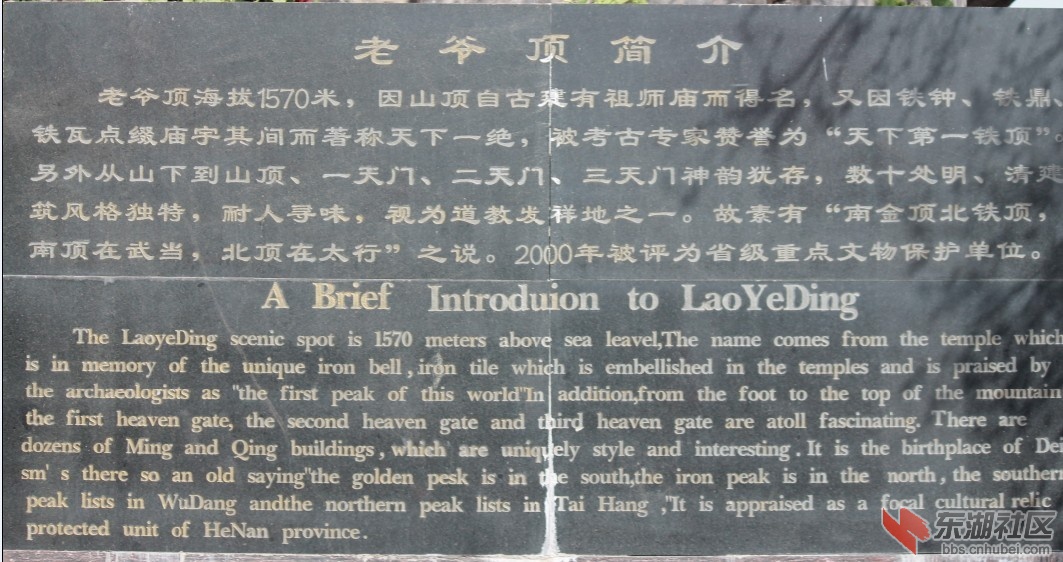 老爷顶简介
老爷顶海拔1570米，因山顶自古建有祖师庙而得名，又因铁钟、铁鼎
铁瓦点缀庙宇其间而著称天下一绝，被考古专家赞誉为“天下第一铁顶”。
另外从山下到山顶、一天门、二天门、三天门神韵犹存，数十处明、清建
筑风格独特，耐人寻味，视为道教发祥地之一。故素有“南金顶北铁顶，
南顶在武当，北顶在太行”之说。2000年被评为省级重点文物保护单位。
A Brief Introduion to LaoYeDing
The LaoyeDing scenic spot is 1570 meters above sea leavel,The name comes from the temple which
is in memory of the unique iron bell,iron tile which is embellished in the temples and is praised by
the archaeologists as "the first peak of this world"In addition,from the foot to the top of the mountain
the first heaven gate, the second heaven gate and third heaven gate are atoll fascinating. There are
dozens of Ming and Qing buildings,which are uniquely style and interesting.It is the birthplace of Dei
sm's there so an old saying"the golden pesk is in the south,the iron peak is in the north,the southern
peak lists in WuDang andthe northern peak lists in Tai Hang ,"It is appraised as a focal cultural relic
protected unit of HeNan province.
东湖社区
bbs.cnhubei.com